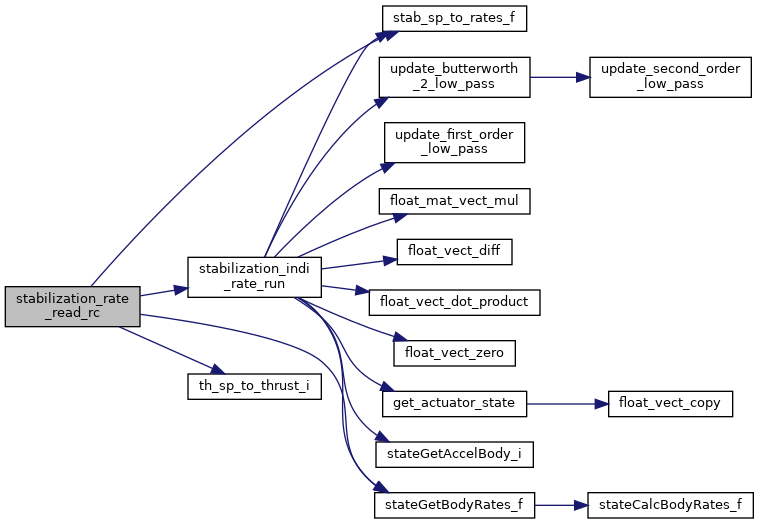 stabilization_rate
_read_rc
stabilization_indi
_rate_run
th_sp_to_thrust_i
stab_sp_to_rates_f
update_butterworth
_2_low_pass
update_first_order
_low_pass
float_mat_vect_mul
float_vect_diff
float_vect_dot_product
float_vect_zero
get_actuator_state
stateGetAccelBody_i
stateGetBodyRates_f
update_second_order
_low_pass
float_vect_copy
stateCalcBodyRates_f